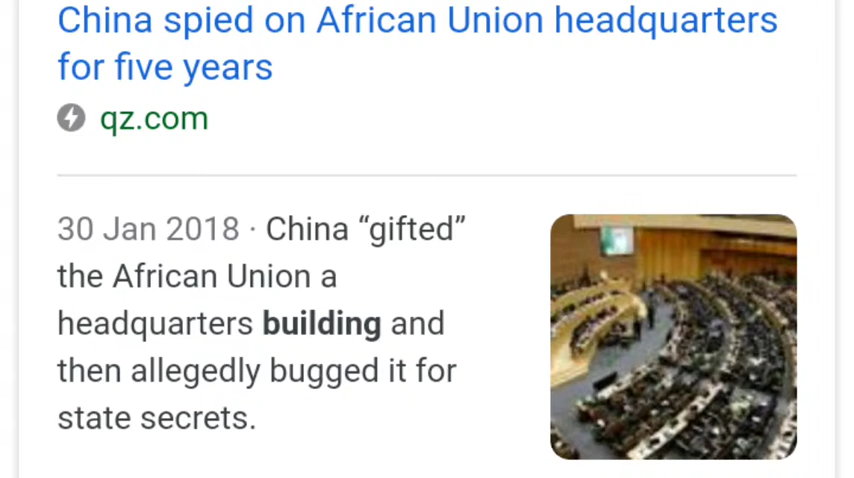 China spied on African Union headquarters
for five years
qz.com
30 Jan 2018 · China “gifted”
the African Union a
headquarters building and
then allegedly bugged it for
state secrets.